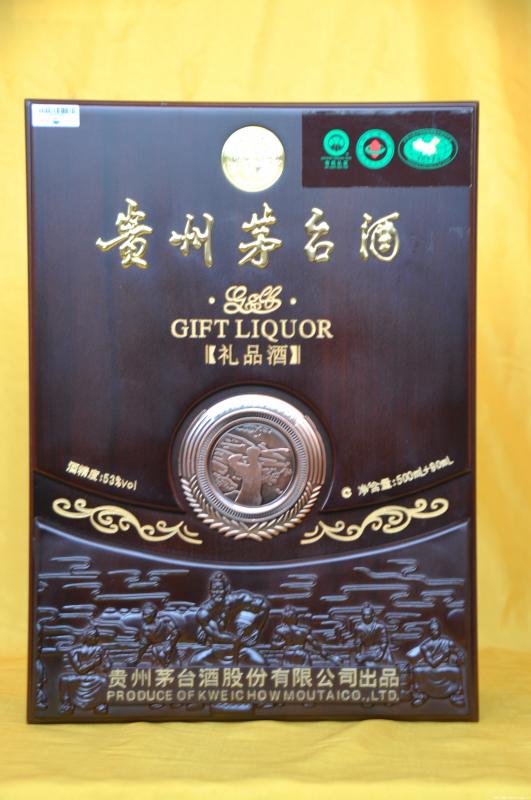 贵州茅台酒
GIFT LIQUOR
【礼品酒】
酒精度:53%vol
C 净含量:500mL+90mL
贵州茅台酒股份有限公司出品
PRODUCE OF KWEICHOW MOUTAI CO., LTD.